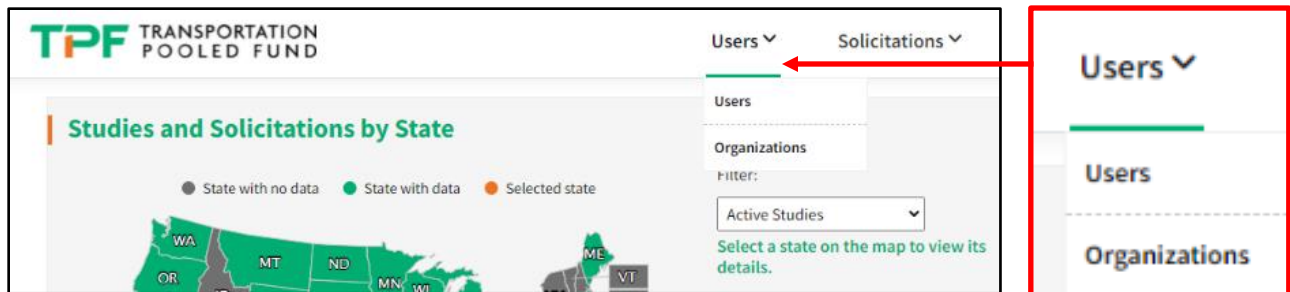 TPF TRANSPORTATION
POOLED FUND
Users
Solicitations
Users
Organizations
Studies and Solicitations by State
State with no data
State with data
Selected state
Filter:
Active Studies
Select a state on the map to view its
details.
WA
MT
ND
OR
MN
WI
ME
VT
Users
Users
Organizations